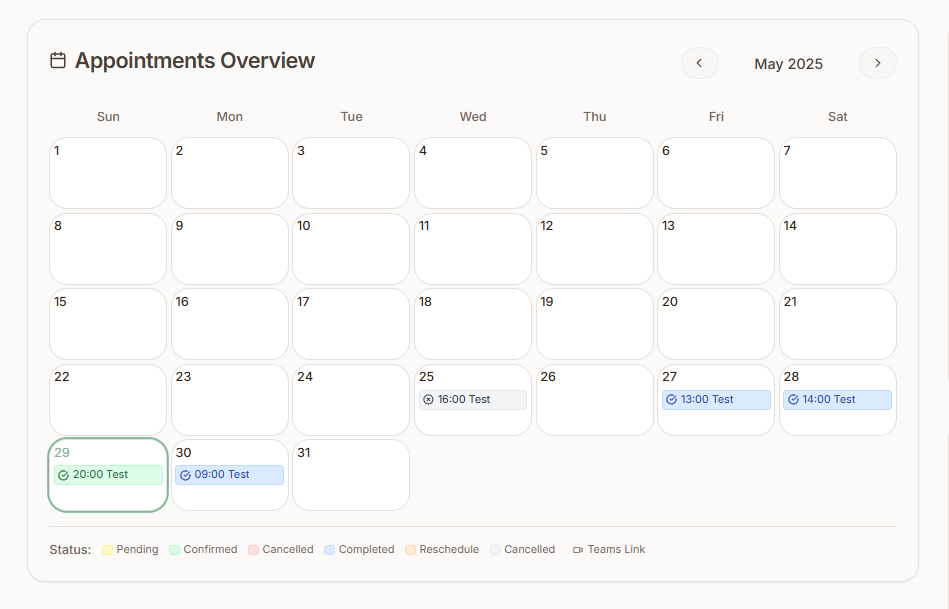 Appointments Overview
May 2025
Sun Mon Tue Wed Thu Fri Sat
1 2 3 4 5 6 7
8 9 10 11 12 13 14
15 16 17 18 19 20 21
22 23 24 25 26 27 28
16:00 Test 13:00 Test 14:00 Test
29 30 31
20:00 Test 09:00 Test
Status: Pending Confirmed Cancelled Completed Reschedule Cancelled Teams Link